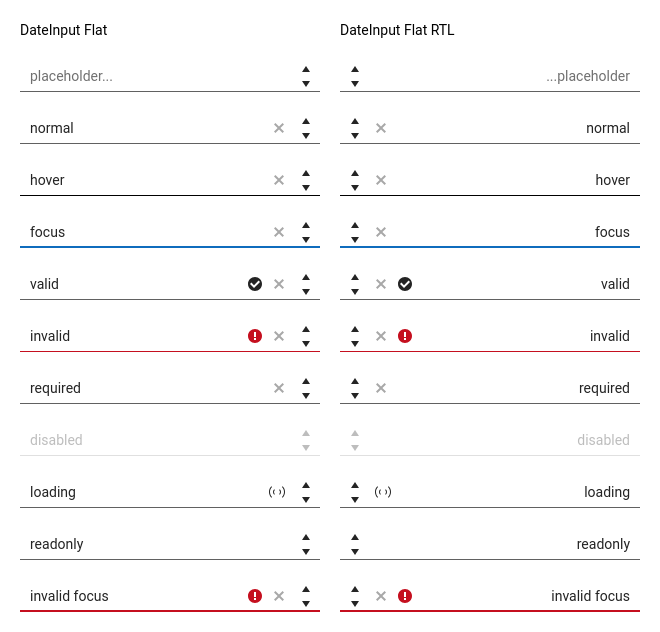 DateInput Flat
placeholder...
normal
hover
focus
valid
invalid
required
disabled
loading
readonly
invalid focus
DateInput Flat RTL
...placeholder
normal
hover
focus
valid
invalid
required
disabled
loading
readonly
invalid focus